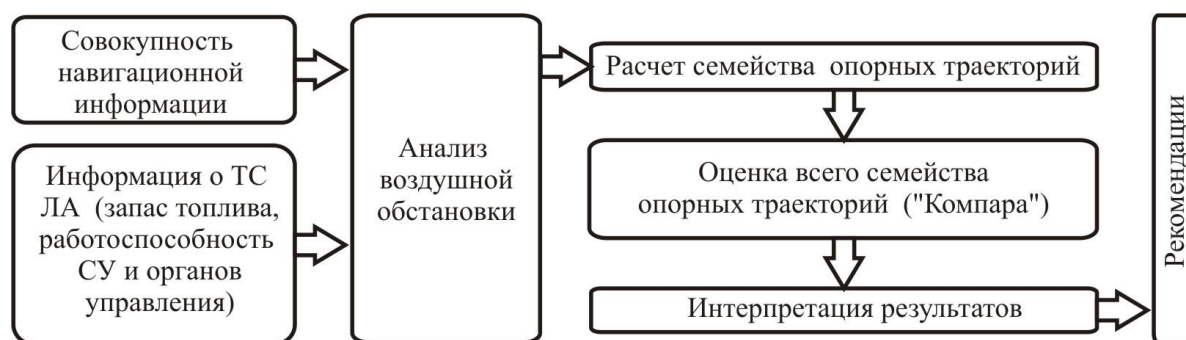 Совокупность
навигационной
информации
Информация о ТС
ЛА (запас топлива,
работоспособность
СУ и органов
управления)
Анализ
воздушной
обстановки
Расчет семейства опорных траекторий
Оценка всего семейства
опорных траекторий ("Компара")
Интерпретация результатов
Рекомендации